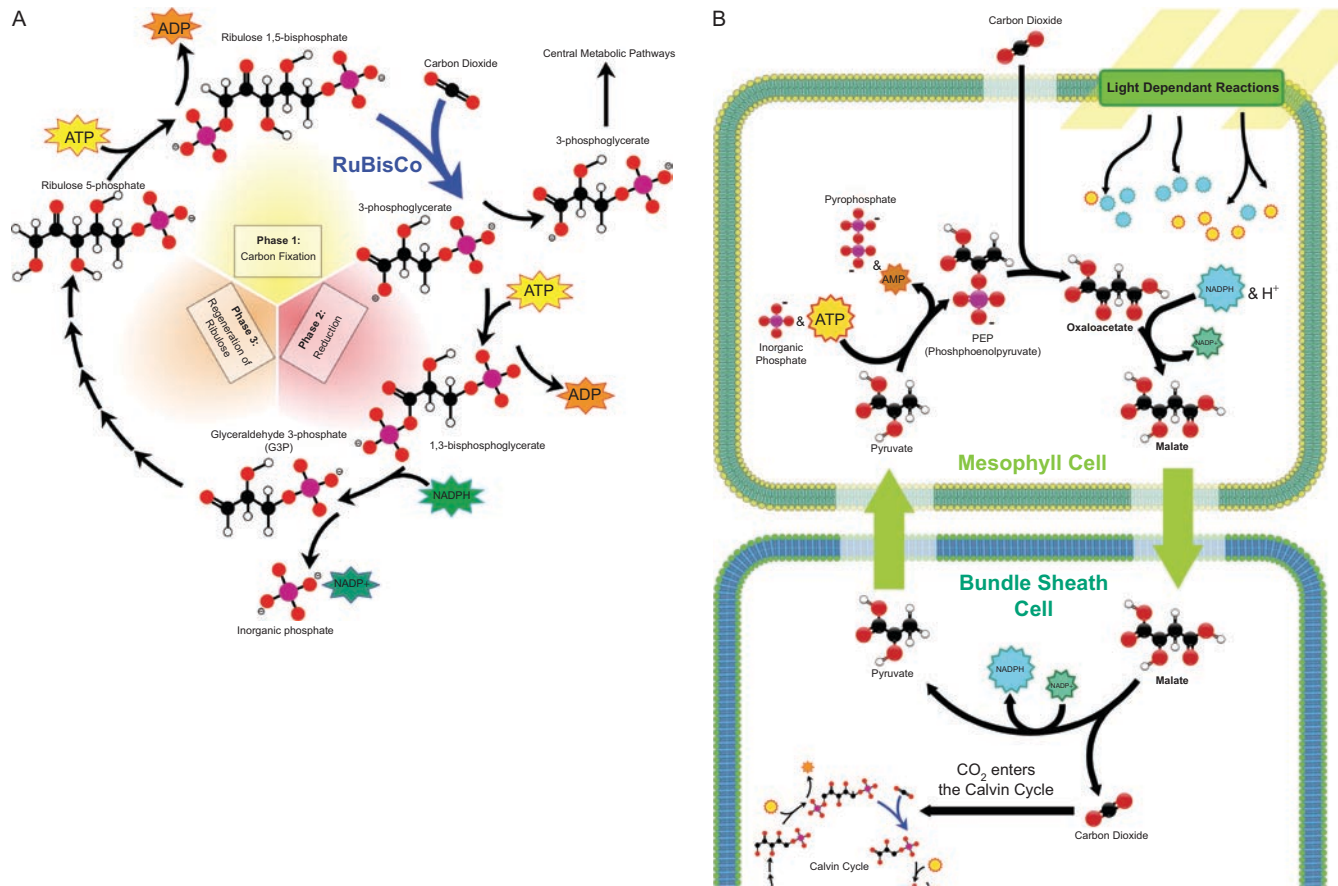 A
ADP
Ribulose 1,5-bisphosphate
Carbon Dioxide
Central Metabolic Pathways
ATP
RuBisCo
3-phosphoglycerate
Ribulose 5-phosphate
3-phosphoglycerate
Phase 1:
Carbon Fixation
Phase 3:
Regeneration of
Ribulose
Phase 2:
Reduction
ATP
ADP
1,3-bisphosphoglycerate
Glyceraldehyde 3-phosphate
(G3P)
NADPH
NADP+
Inorganic phosphate
B
Carbon Dioxide
Light Dependant Reactions
Pyrophosphate
-
-
& AMP
-
Inorganic
Phosphate
& ATP
-
PEP
(Phoshphoenolpyruvate)
Oxaloacetate
NADPH & H+
NADP+
Pyruvate
Malate
Mesophyll Cell
Bundle Sheath
Cell
Pyruvate
NADPH
NADP+
Malate
CO2 enters
the Calvin Cycle
Carbon Dioxide
Calvin Cycle